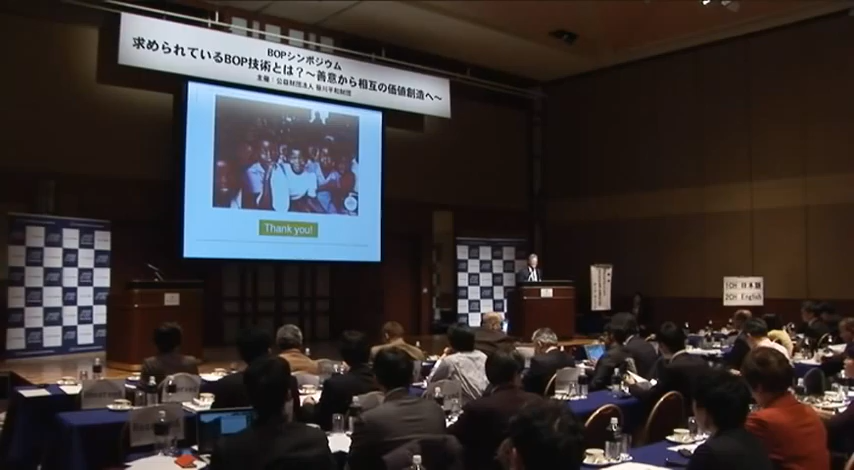 BOPシンポジウム
求められているBOP技術とは？～善意から相互の価値創造へ～
主催：公益財団法人 笹川平和財団
Thank you!
1CH 日本語
2CH English
Reserved